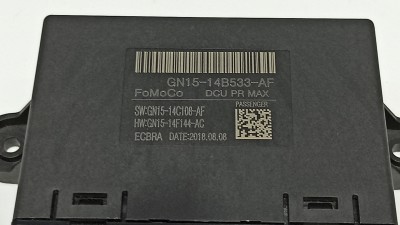 GN15-14B533-AF
FoMoCo DCU PR MAX
PASSENGER
SW:GN15-14C108-AF
HW:GN15-14F144-AC
ECBRA DATE:2018.08.08